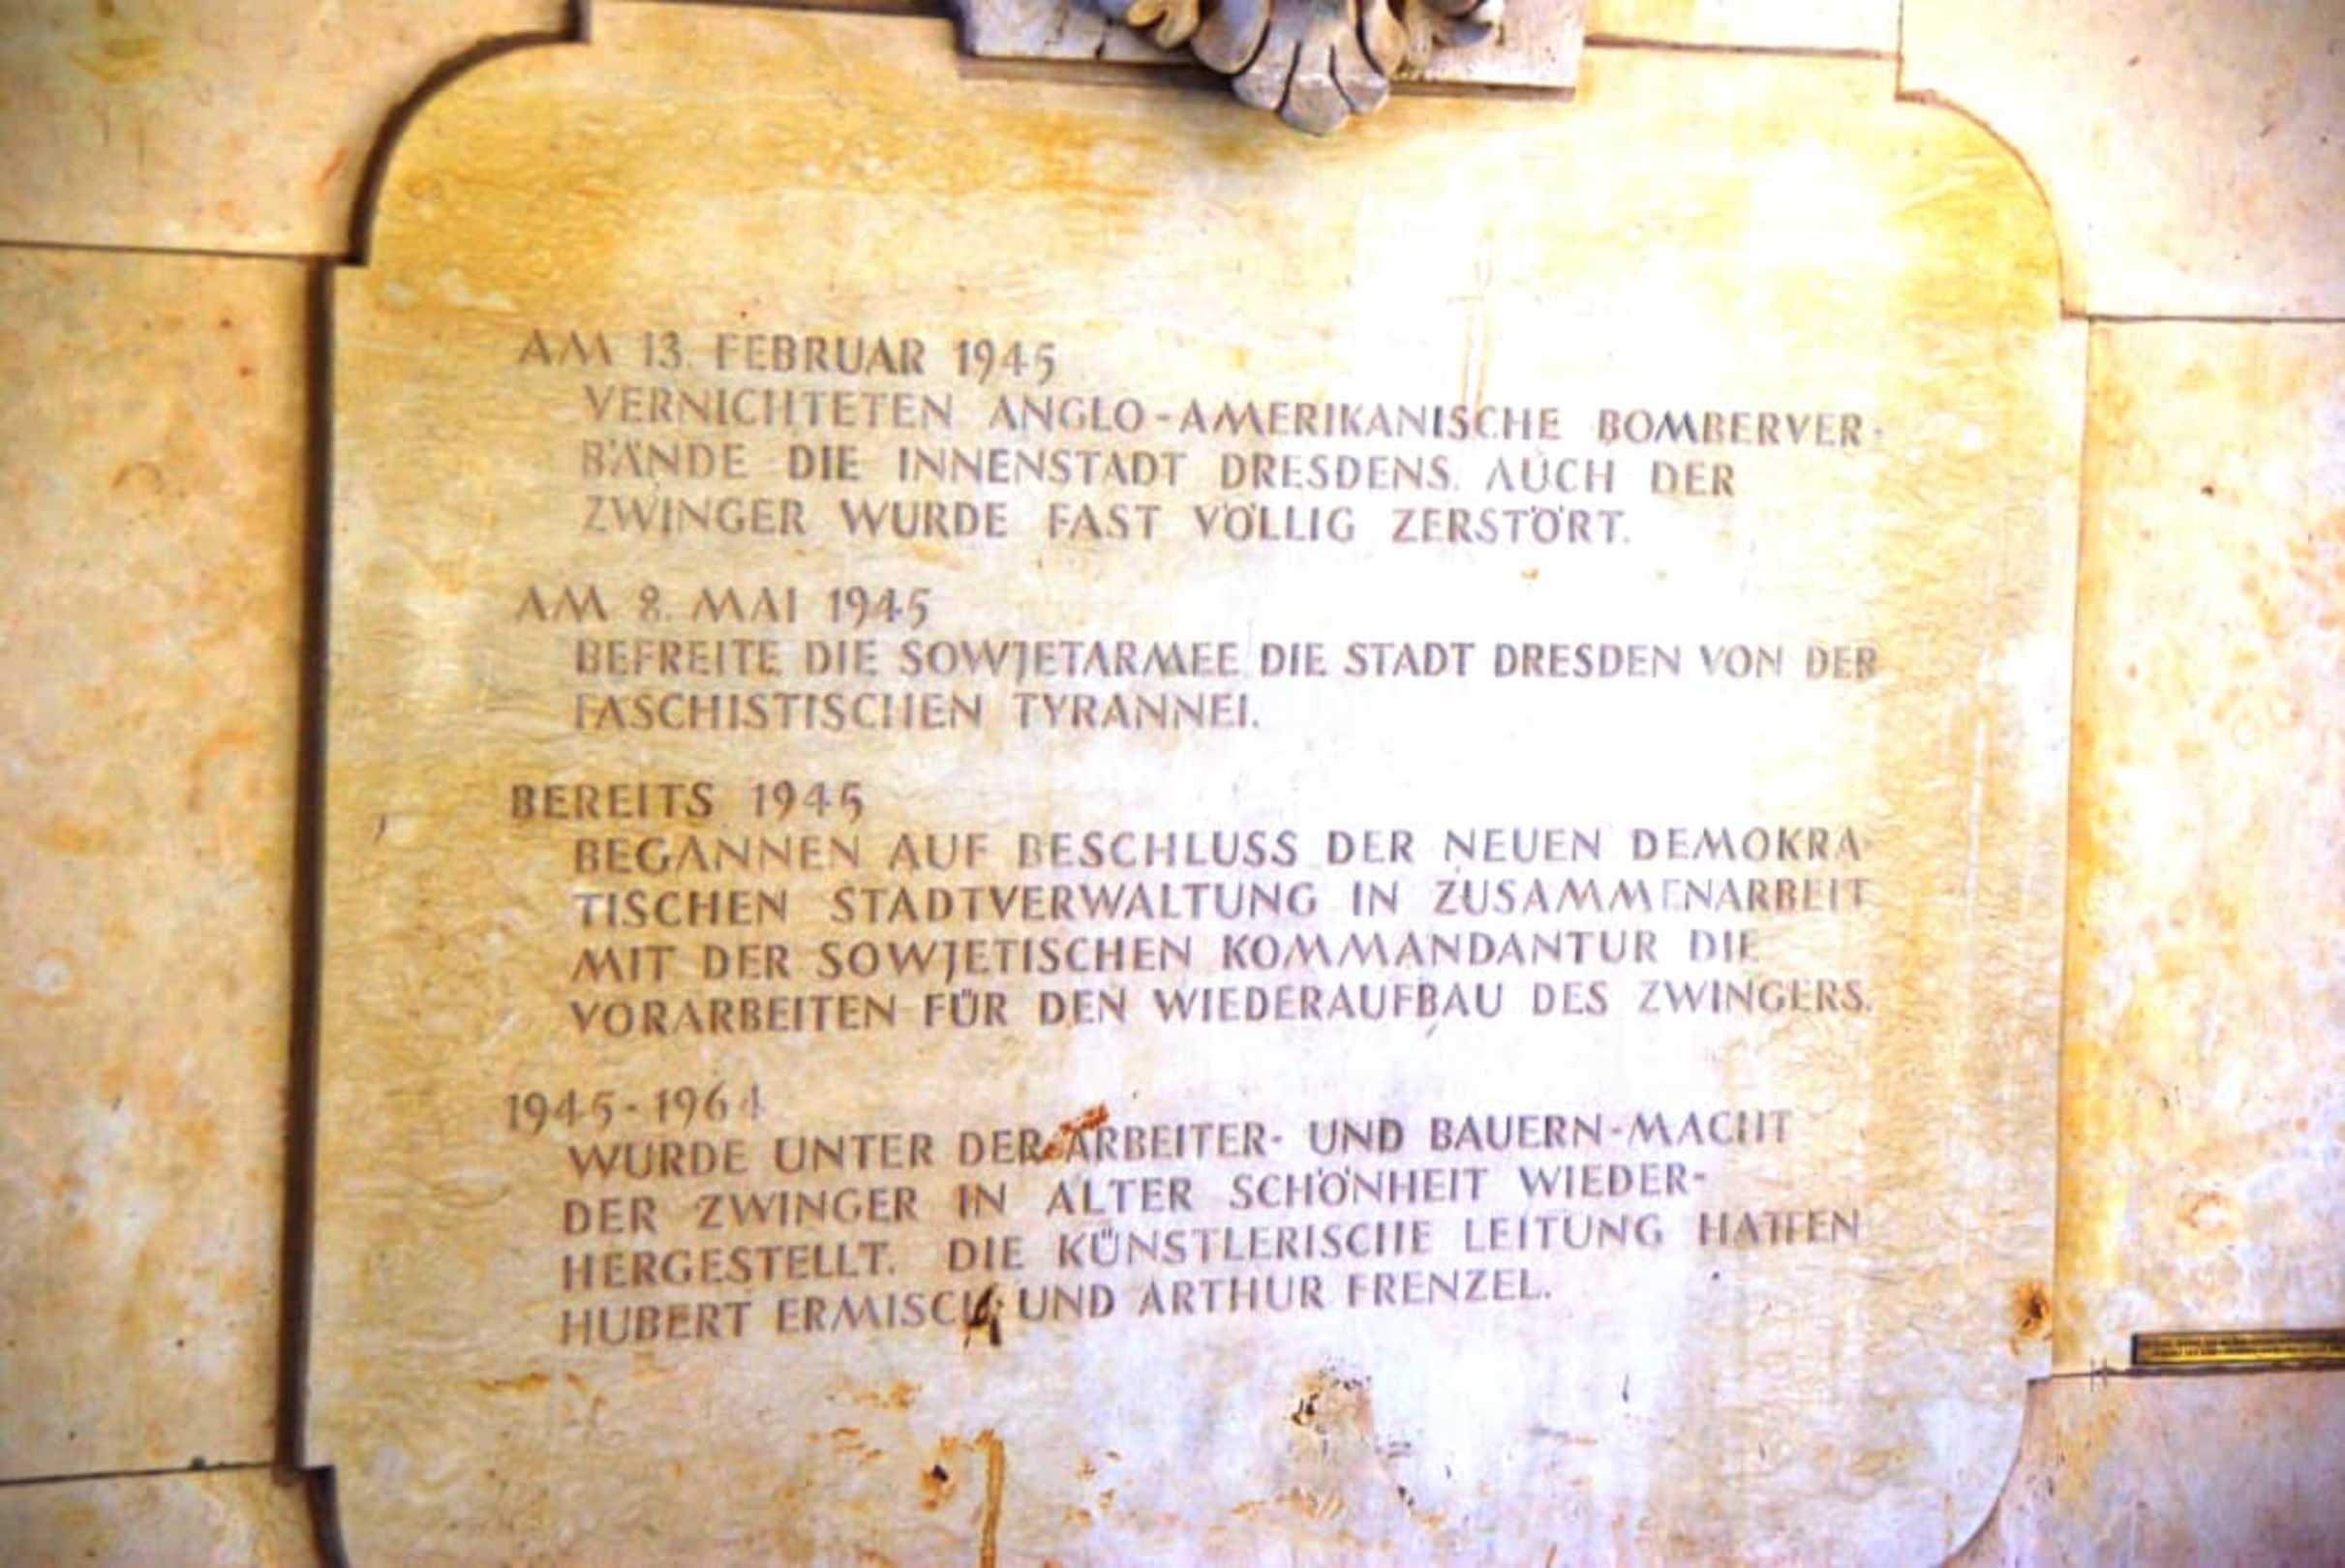 AM 13. FEBRUAR 1945
VERNICHTETEN ANGLO-AMERIKANISCHE BOMBERVER-
BÄNDE DIE INNENSTADT DRESDENS. AUCH DER
ZWINGER WURDE FAST VÖLLIG ZERSTÖRT.
AM 8. MAI 1945
BEFREITE DIE SOWJETARMEE DIE STADT DRESDEN VON DER
FASCHISTISCHEN TYRANNEI.
BEREITS 1945
BEGANNEN AUF BESCHLUSS DER NEUEN DEMOKRA-
TISCHEN STADTVERWALTUNG IN ZUSAMMENARBEIT
MIT DER SOWJETISCHEN KOMMANDANTUR DIE
VORARBEITEN FÜR DEN WIEDERAUFBAU DES ZWINGERS.
1945-1964
WURDE UNTER DER ARBEITER- UND BAUERN-MACHT
DER ZWINGER IN ALTER SCHÖNHEIT WIEDER-
HERGESTELLT. DIE KÜNSTLERISCHE LEITUNG HATTEN
HUBERT ERMISCH UND ARTHUR FRENZEL.